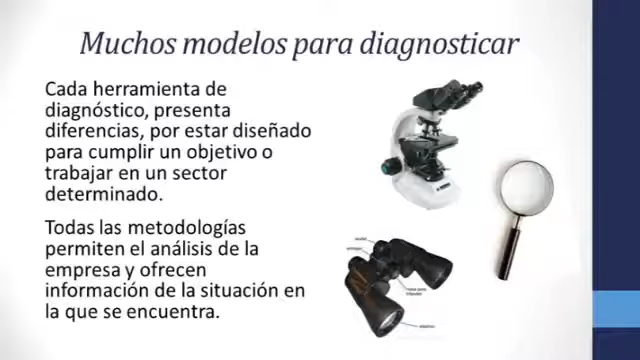 Muchos modelos para diagnosticar
Cada herramienta de
diagnóstico, presenta
diferencias, por estar diseñado
para cumplir un objetivo o
trabajar en un sector
determinado.
Todas las metodologías
permiten el análisis de la
empresa y ofrecen
información de la situación en
la que se encuentra.